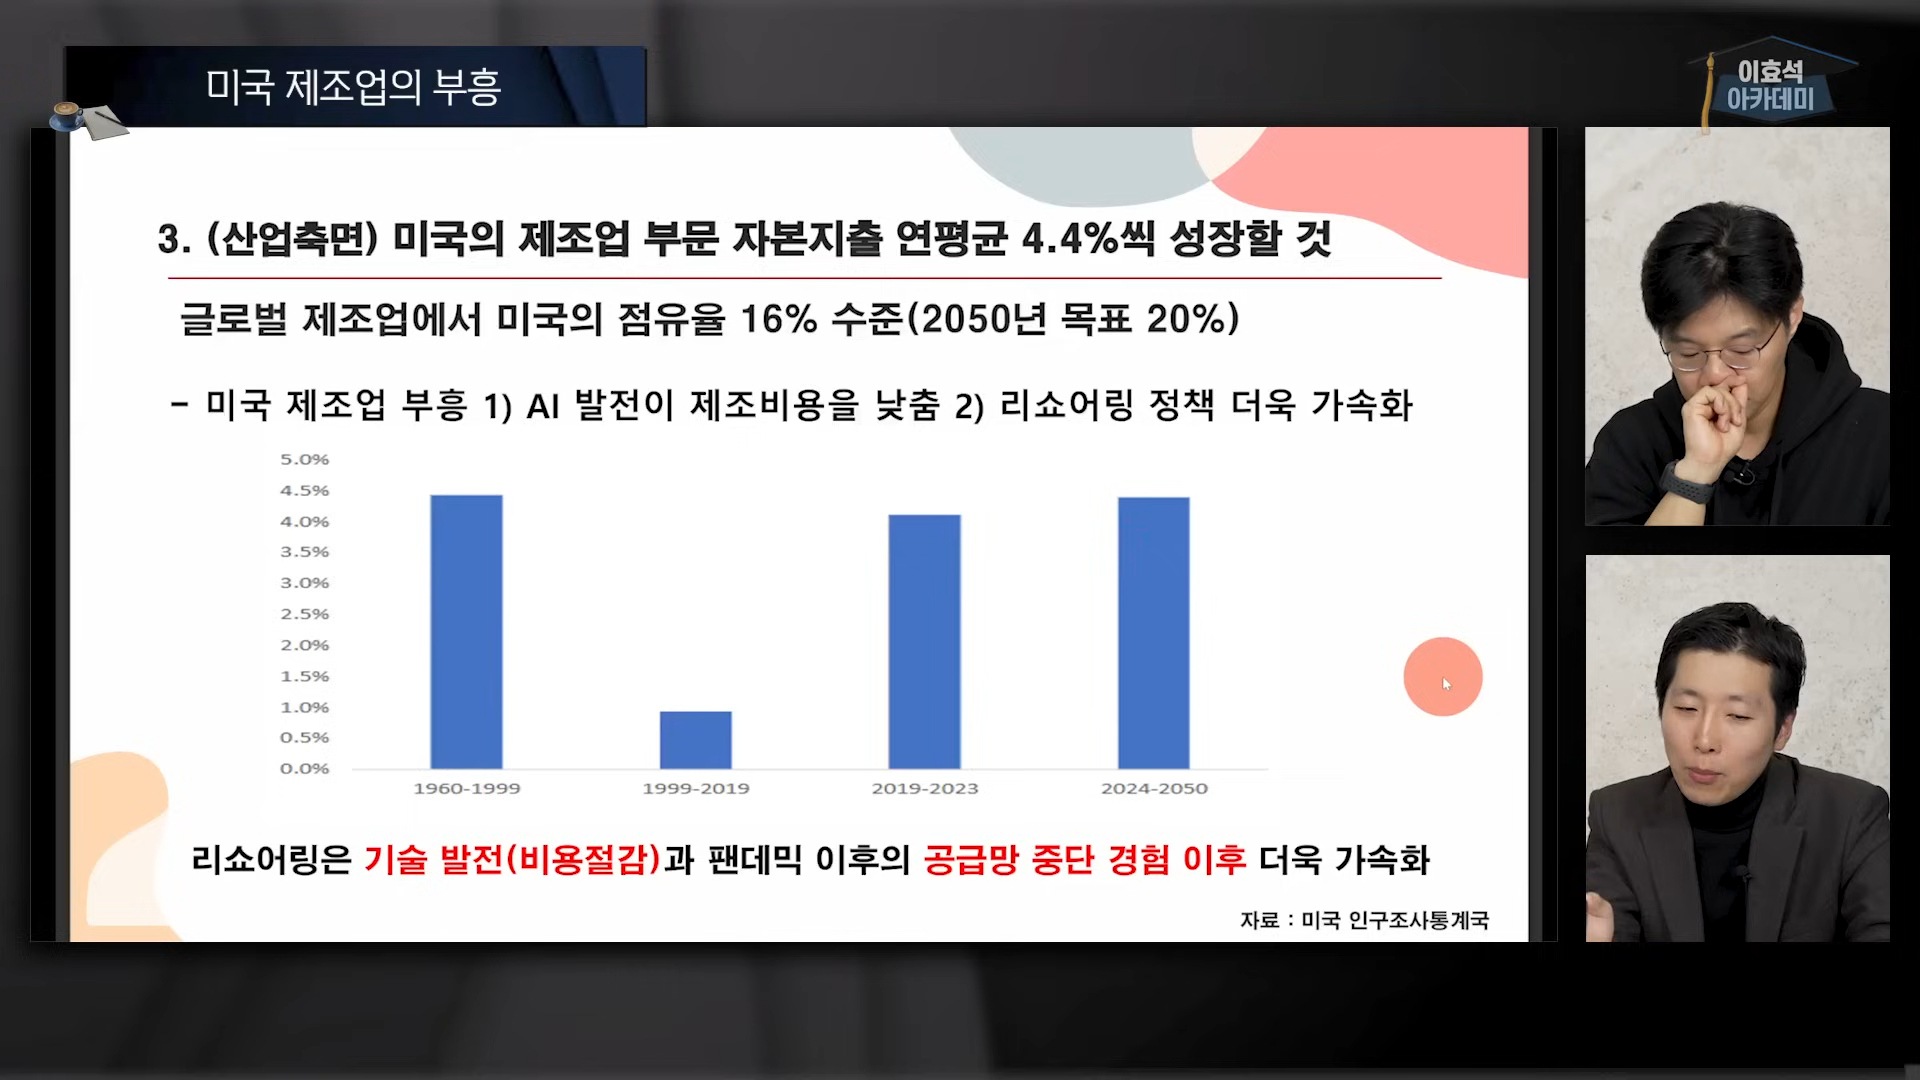 미국 제조업의 부흥
이효석
아카데미
3. (산업축면) 미국의 제조업 부문 자본지출 연평균 4.4%씩 성장할 것
글로벌 제조업에서 미국의 점유율 16% 수준(2050년 목표 20%)
- 미국 제조업 부흥 1) AI 발전이 제조비용을 낮춤 2) 리쇼어링 정책 더욱 가속화
5.0%
4.5%
4.0%
3.5%
3.0%
2.5%
2.0%
1.5%
1.0%
0.5%
0.0%
1960-1999 1999-2019 2019-2023 2024-2050
리쇼어링은 기술 발전(비용절감)과 팬데믹 이후의 공급망 중단 경험 이후 더욱 가속화
자료 : 미국 인구조사통계국